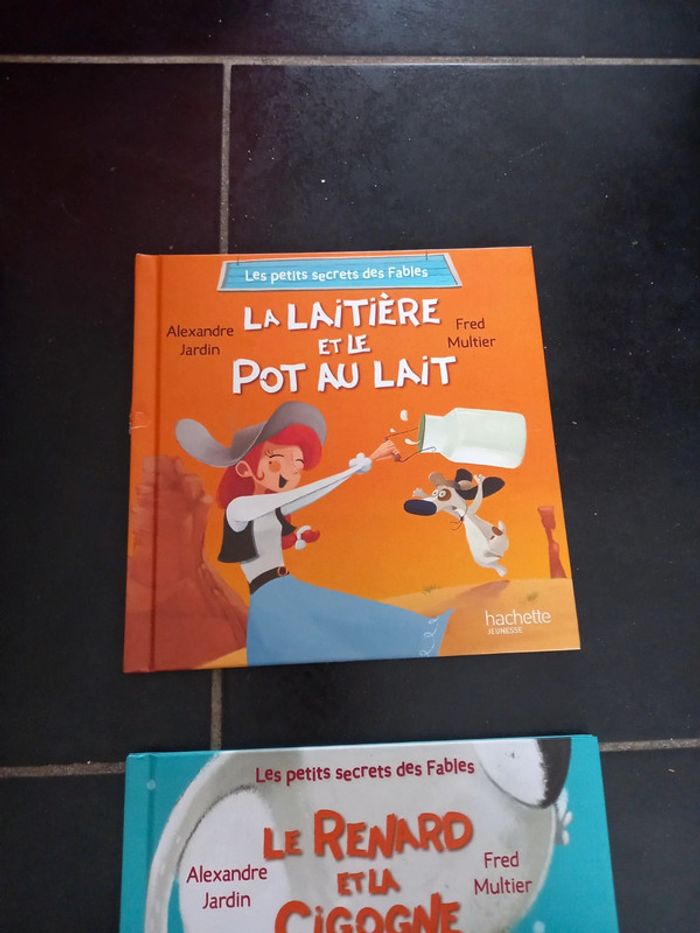 Les petits secrets des Fables
LA LAITIÈRE
ET LE
POT AU LAIT
Alexandre
Jardin
Fred
Multier
hachette
JEUNESSE
Les petits secrets des Fables
LE RENARD
ET LA
CIGOGNE
Alexandre
Jardin
Fred
Multier